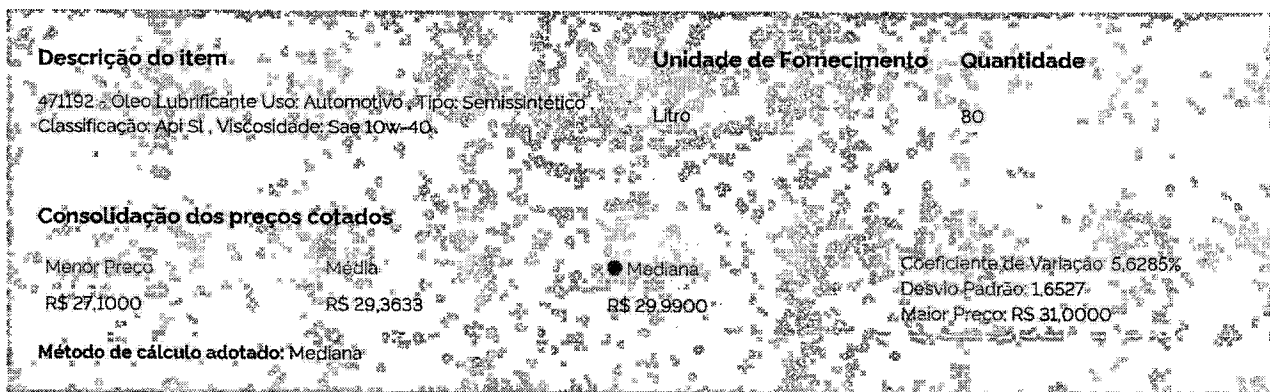 Descrição do item Unidade de Fornecimento Quantidade
471192 - Óleo Lubrificante Uso: Automotivo , Tipo: Semissintético ,
Classificação: Api Sl , Viscosidade: Sae 10w-40 , Litro 80
Consolidação dos preços cotados
Menor Preço Média Mediana Coeficiente de Variação: 5,6285%
R$ 27,1000 R$ 29,3633 R$ 29,9900 Desvio Padrão: 1,6527
Maior Preço: R$ 31,0000
Método de cálculo adotado: Mediana